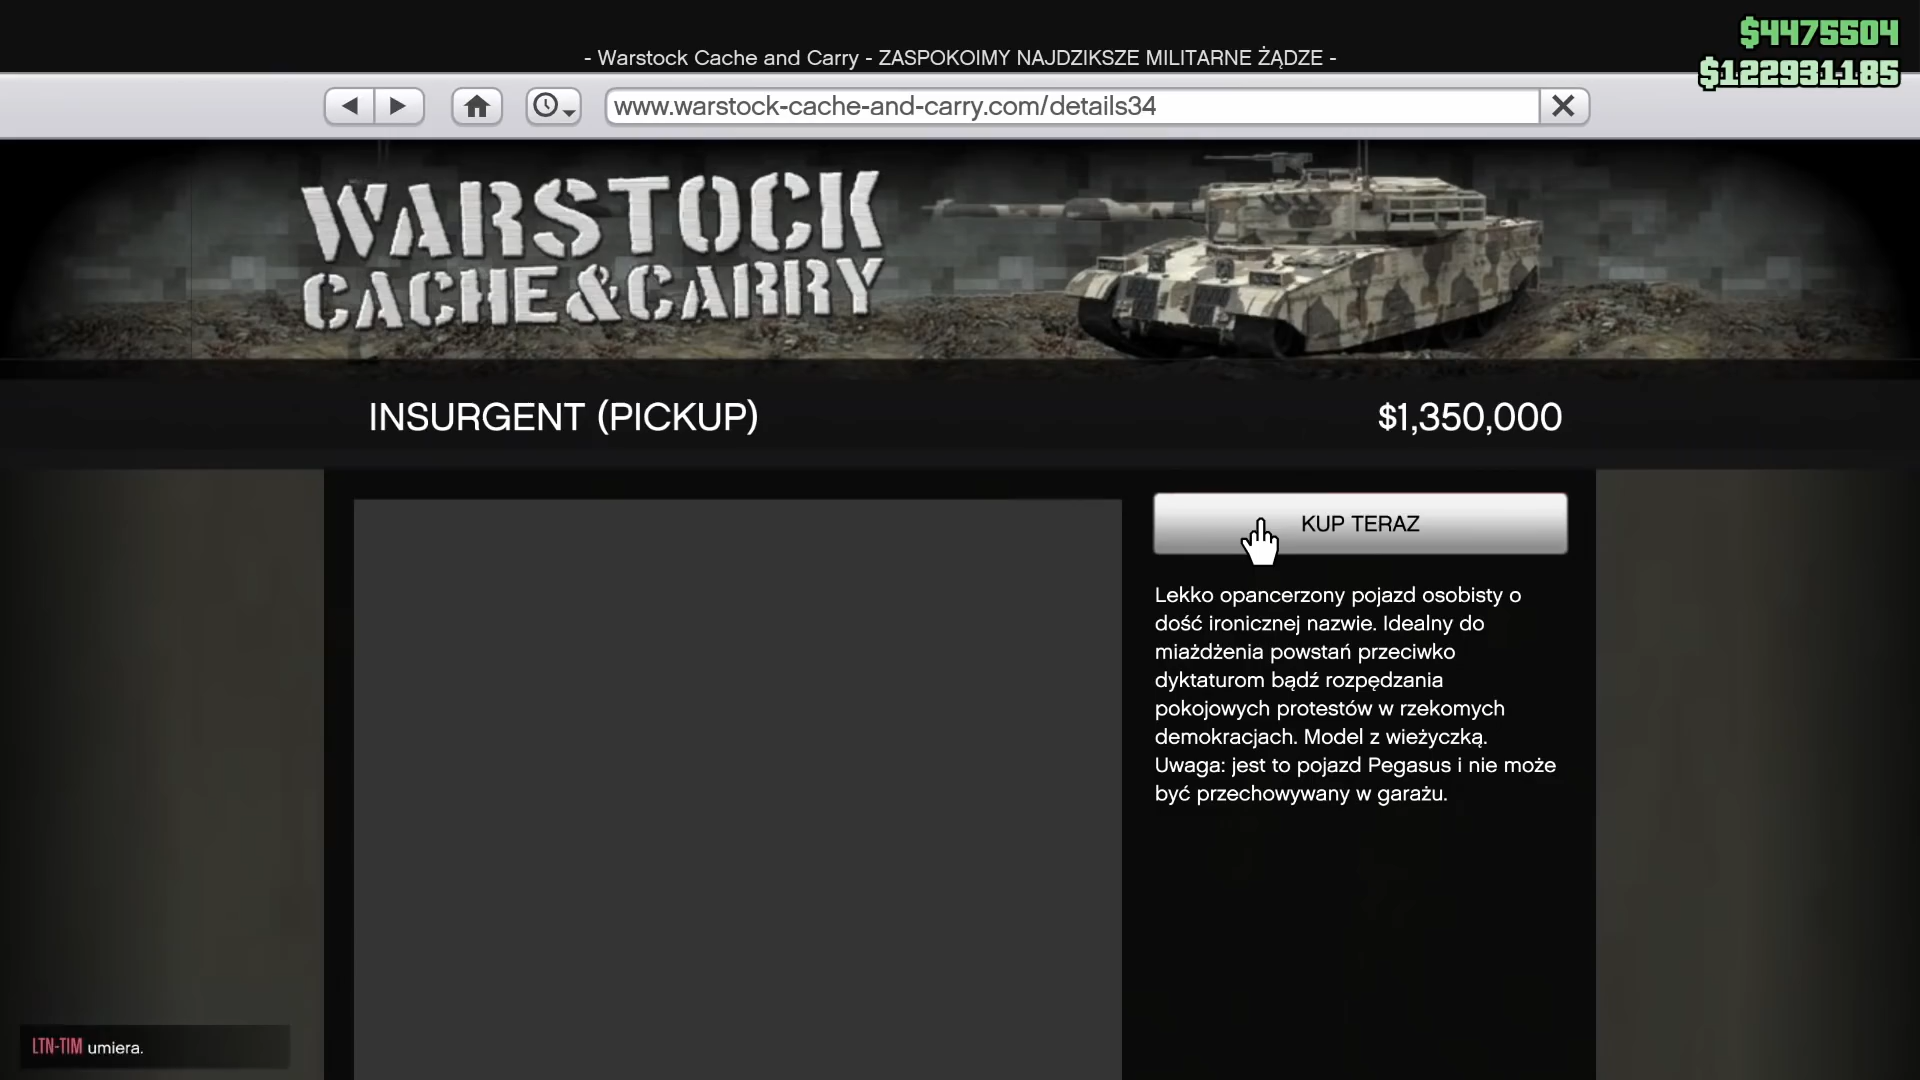 $4475504
- Warstock Cache and Carry - ZASPOKOIMY NAJDZIKSZE MILITARNE ŻĄDZE -
$122931185
www.warstock-cache-and-carry.com/details34
WARSTOCK
CACHE & CARRY
INSURGENT (PICKUP)
$1,350,000
KUP TERAZ
Lekko opancerzony pojazd osobisty o
dość ironicznej nazwie. Idealny do
miażdżenia powstań przeciwko
dyktaturom bądź rozpędzania
pokojowych protestów w rzekomych
demokracjach. Model z wieżyczką.
Uwaga: jest to pojazd Pegasus i nie może
być przechowywany w garażu.
LTN-TIM umiera.